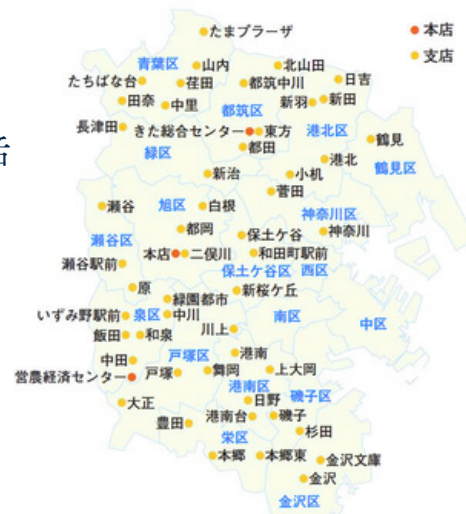 たまプラーザ
本店
支店
青葉区
山内
北山田
たちばな台
荏田
都筑中川
日吉
田奈
中里
新羽
新田
都筑区
長津田
きた総合センター
東方
港北区
鶴見
緑区
都田
港北
鶴見区
新治
小机
菅田
瀬谷
旭区
白根
神奈川区
都岡
保土ケ谷
神奈川
瀬谷区
本店
二俣川
和田町駅前
瀬谷駅前
保土ケ谷区
西区
原
新桜ケ丘
緑園都市
いずみ野駅前
泉区
中川
南区
中区
飯田
和泉
川上
戸塚区
港南
中田
営農経済センター
戸塚
舞岡
上大岡
港南区
磯子区
大正
日野
豊田
港南台
磯子
杉田
栄区
本郷
本郷東
金沢文庫
金沢
金沢区
活